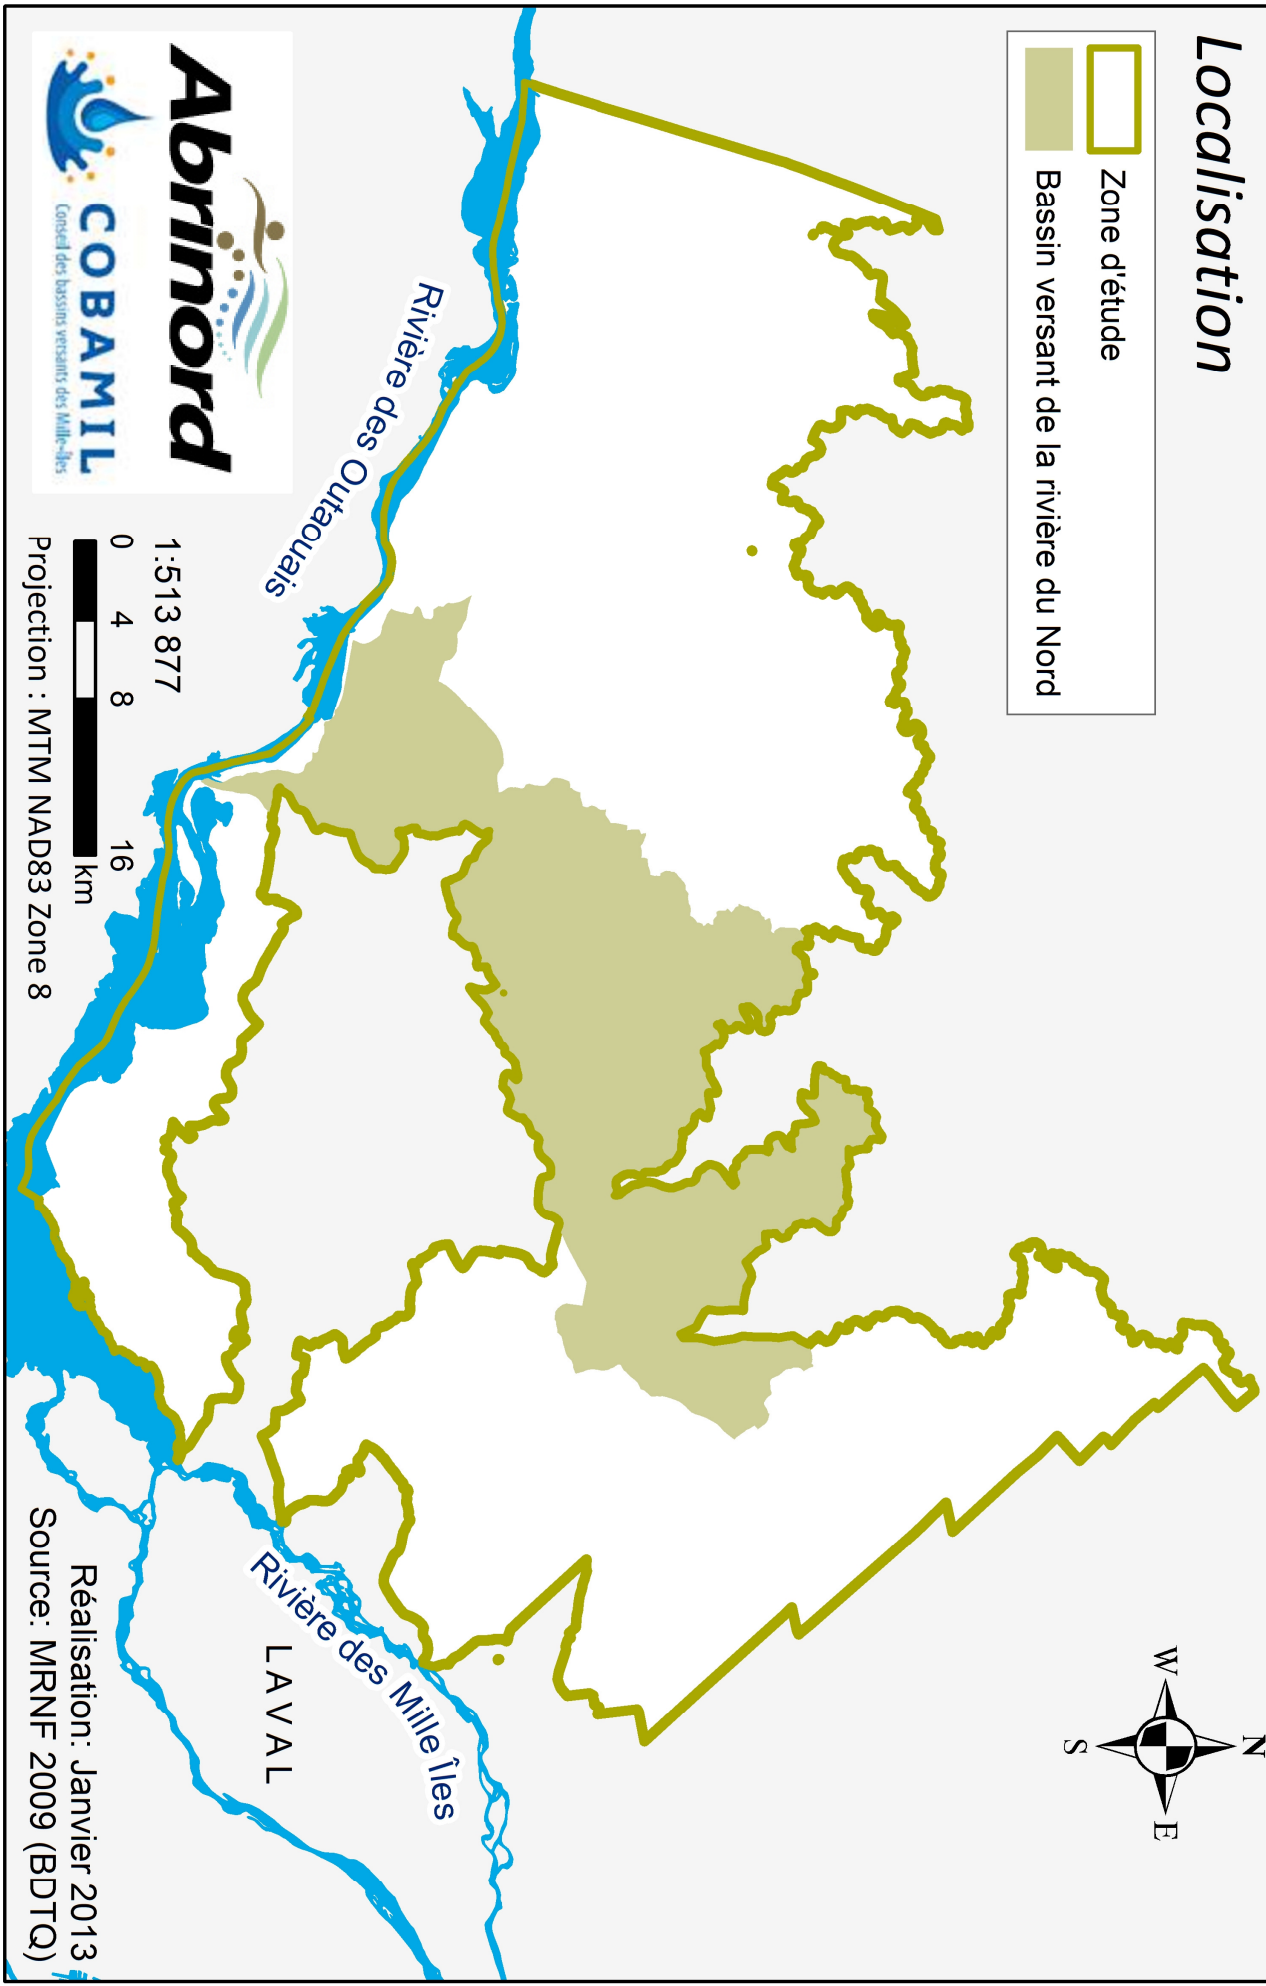 Localisation
Zone d'étude
Bassin versant de la rivière du Nord
N
W
E
S
Rivière des Outaouais
Rivière des Mille Îles
LAVAL
Abrinord
COBAMIL
Conseil des bassins versants des Mille-Îles
1:513 877
0 4 8 16
km
Projection : MTM NAD83 Zone 8
Réalisation: Janvier 2013
Source: MRNF 2009 (BDTQ)